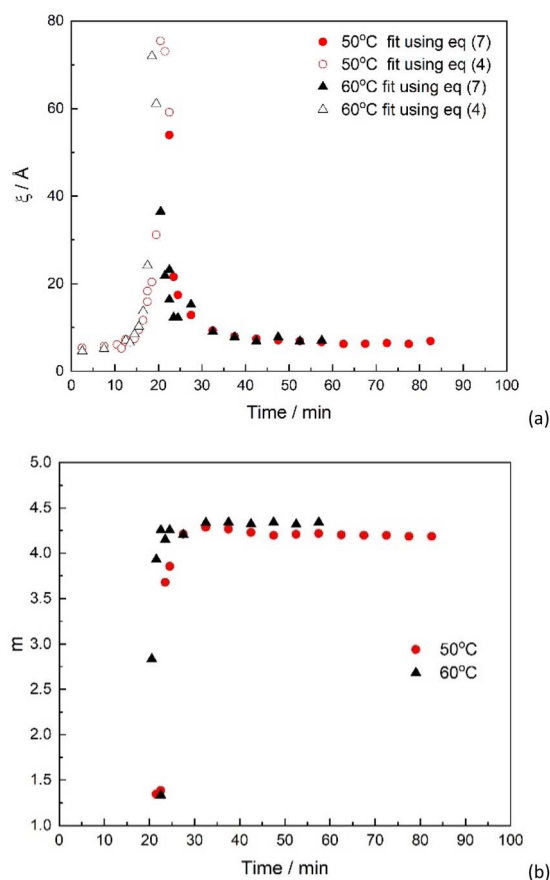 80
60
40
20
0
ξ / Å
50°C fit using eq (7)
50°C fit using eq (4)
60°C fit using eq (7)
60°C fit using eq (4)
0 10 20 30 40 50 60 70 80 90 100
Time / min
(a)
5.0
4.5
4.0
3.5
3.0
2.5
2.0
1.5
1.0
m
50°C
60°C
0 10 20 30 40 50 60 70 80 90 100
Time / min
(b)